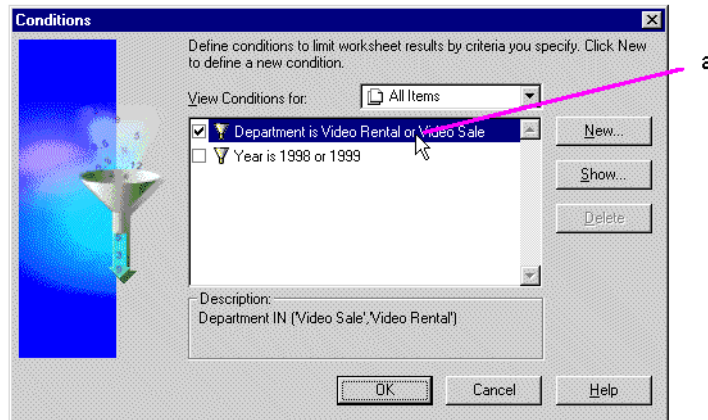 Conditions
Define conditions to limit worksheet results by criteria you specify. Click New
to define a new condition.
a
View Conditions for:
All Items
Department is Video Rental or Video Sale
New...
Year is 1998 or 1999
Show...
Delete
Description:
Department IN ('Video Sale','Video Rental')
OK
Cancel
Help